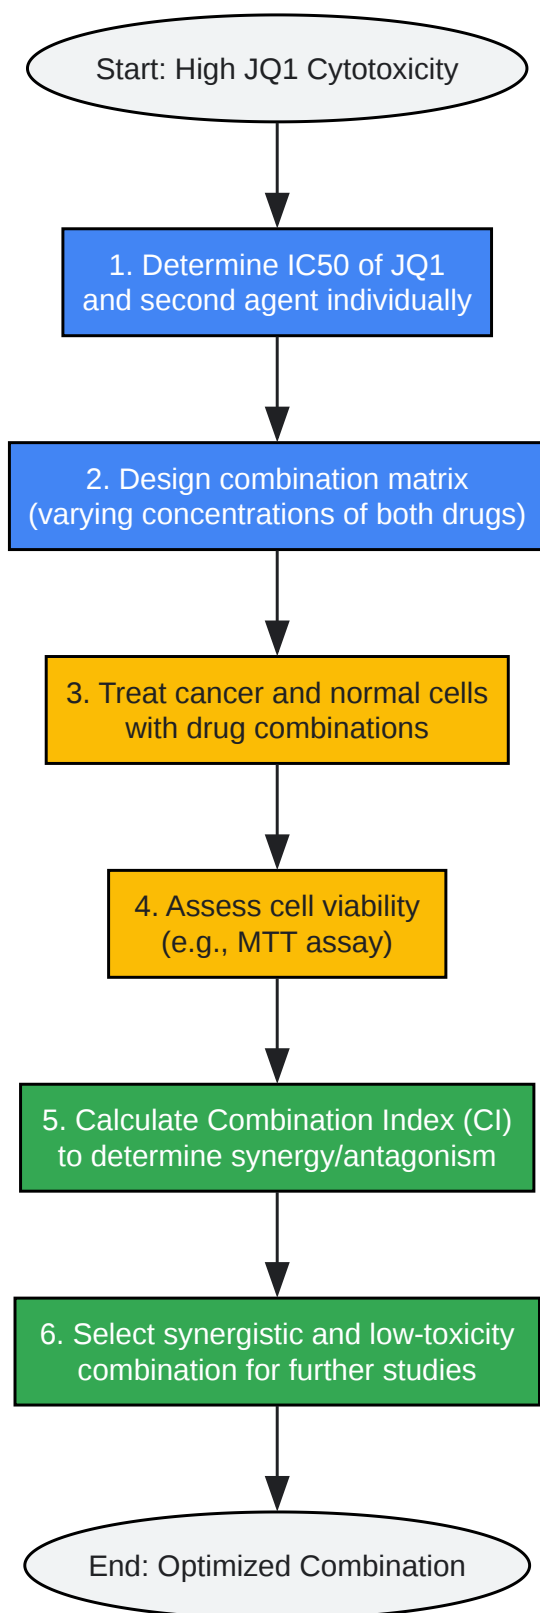 Start: High JQ1 Cytotoxicity
1. Determine IC50 of JQ1
and second agent individually
2. Design combination matrix
(varying concentrations of both drugs)
3. Treat cancer and normal cells
with drug combinations
4. Assess cell viability
(e.g., MTT assay)
5. Calculate Combination Index (CI)
to determine synergy/antagonism
6. Select synergistic and low-toxicity
combination for further studies
End: Optimized Combination